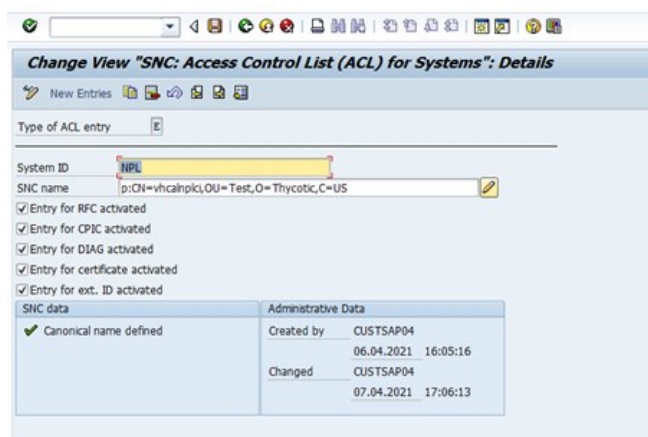 Change View "SNC: Access Control List (ACL) for Systems": Details
New Entries
Type of ACL entry E
System ID NPL
SNC name p:CN=vhcalnplci,OU=Test,O=Thycotic,C=US
Entry for RFC activated
Entry for CPIC activated
Entry for DIAG activated
Entry for certificate activated
Entry for ext. ID activated
SNC data Administrative Data
Canonical name defined Created by CUSTSAP04
06.04.2021 16:05:16
Changed CUSTSAP04
07.04.2021 17:06:13